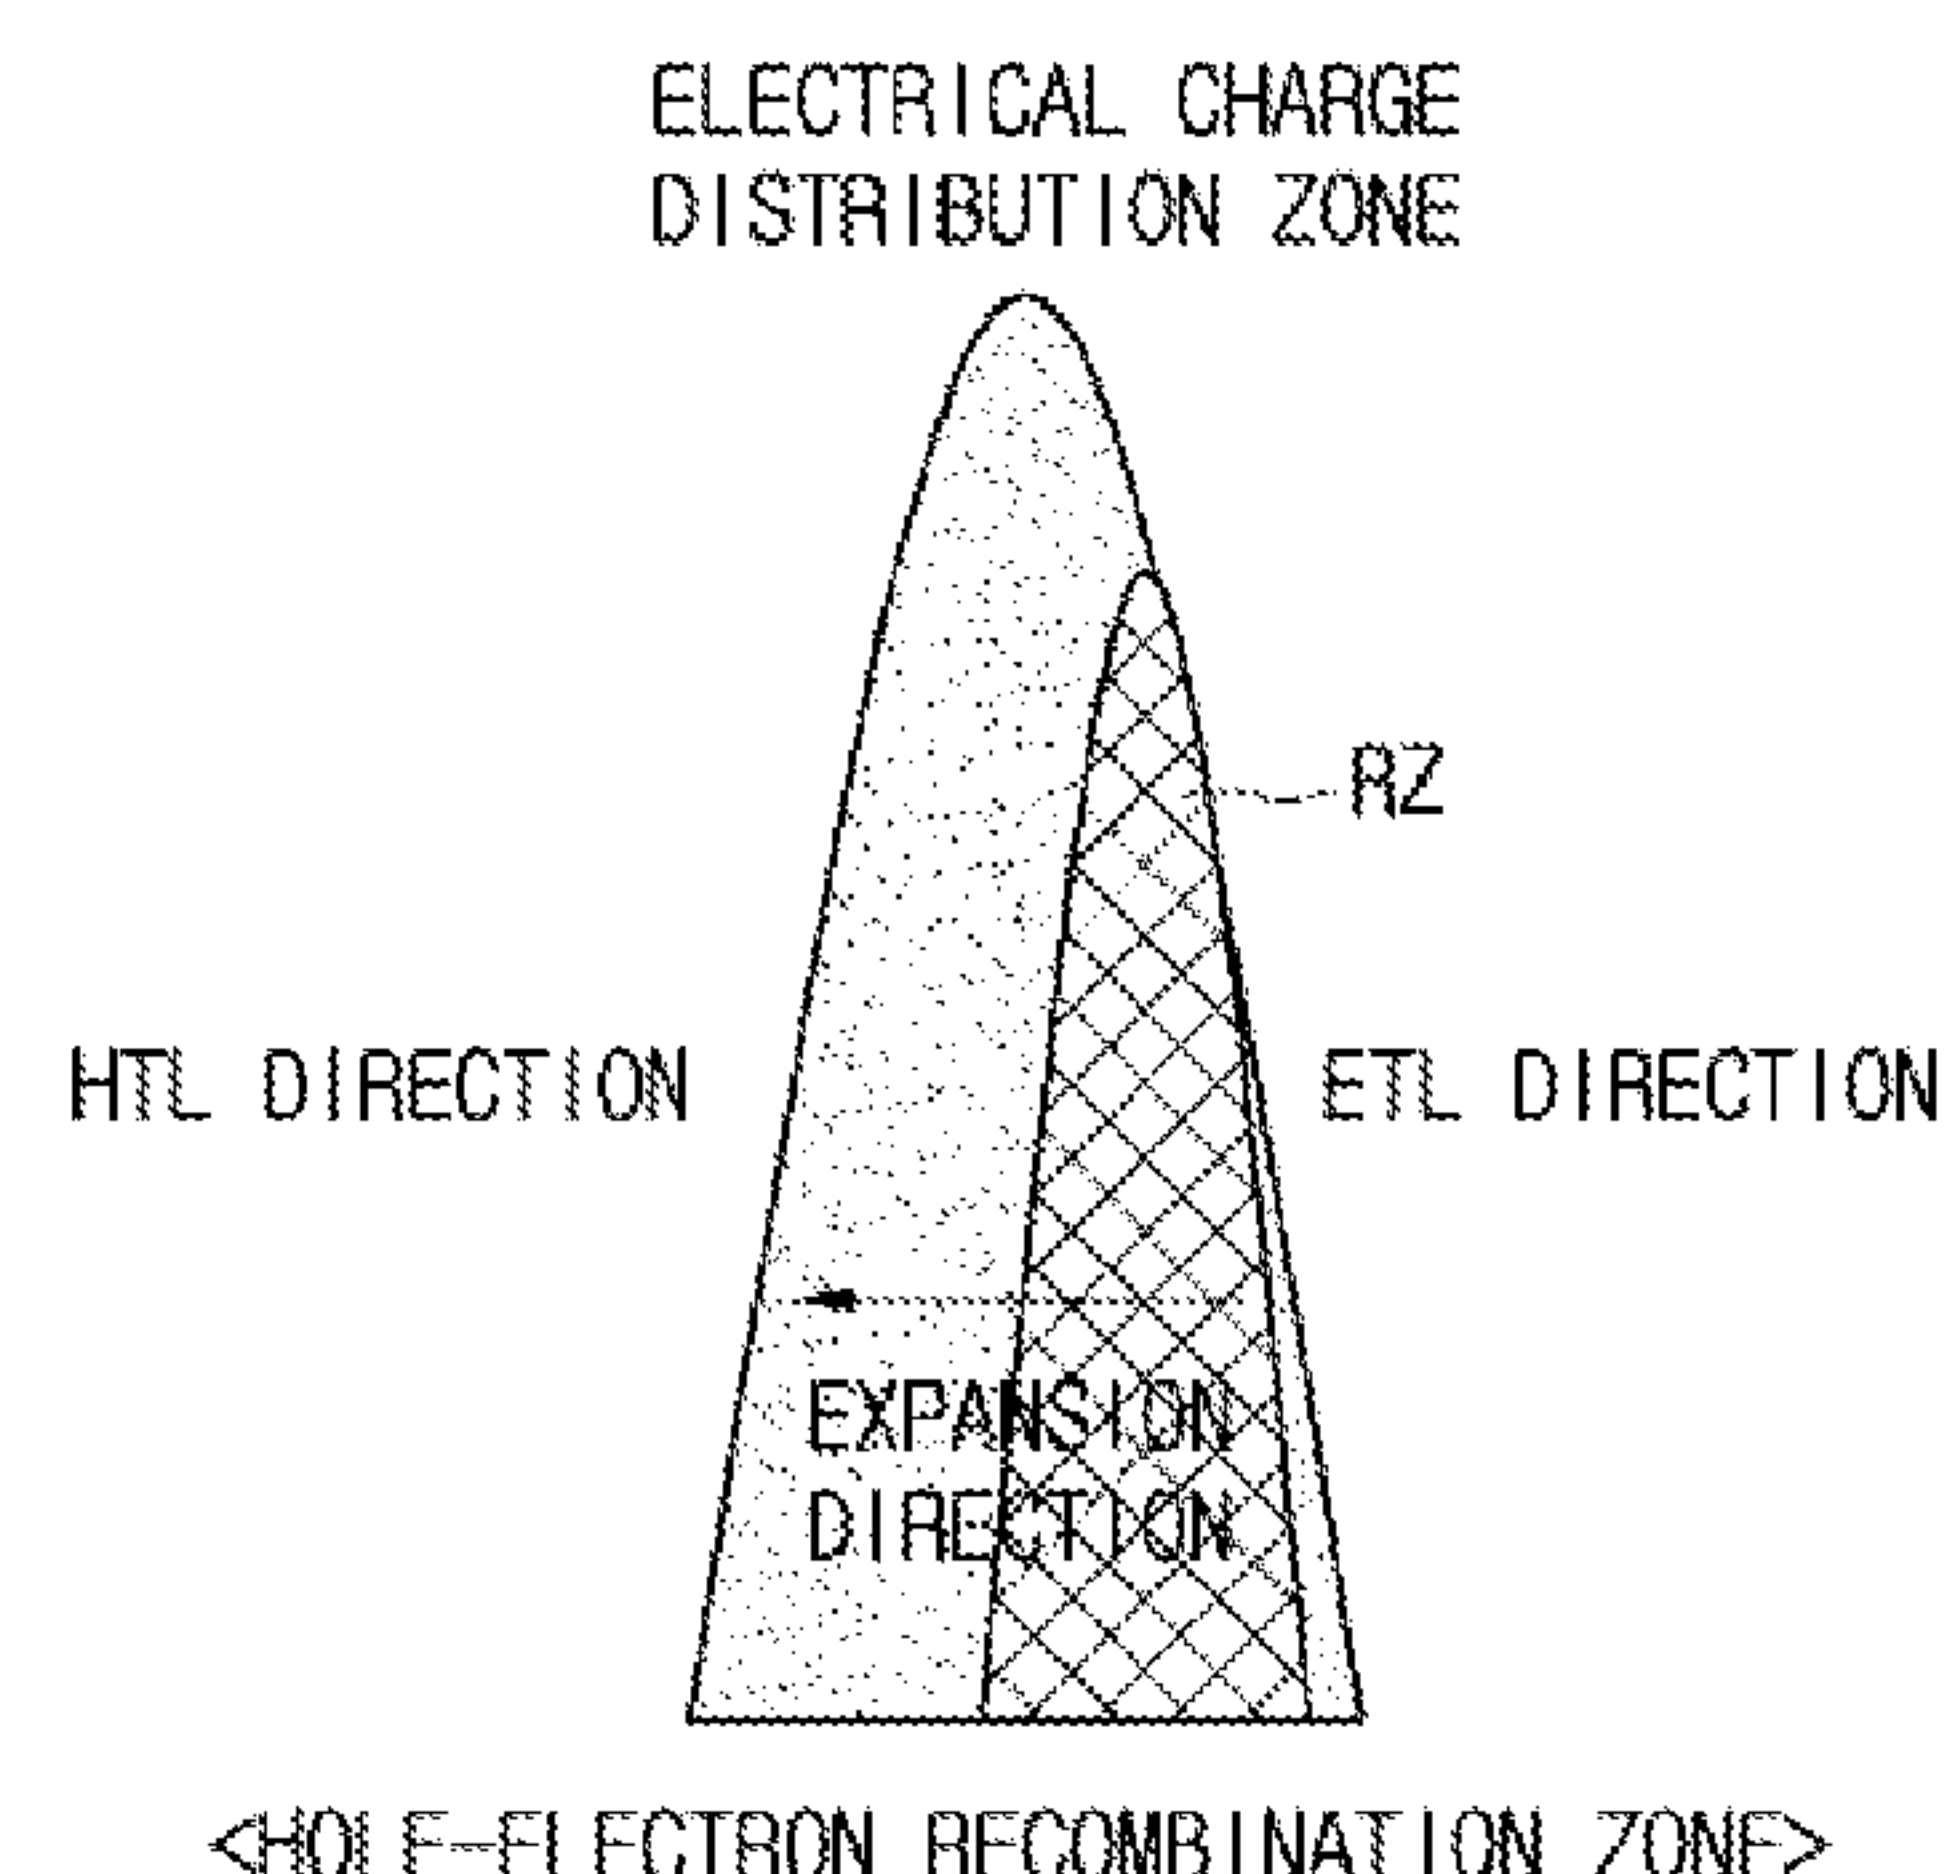 ELECTRICAL CHARGE
DISTRIBUTION ZONE
RZ
HTL DIRECTION
ETL DIRECTION
EXPANSION
DIRECTION
<HOLE-ELECTRON RECOMBINATION ZONE>